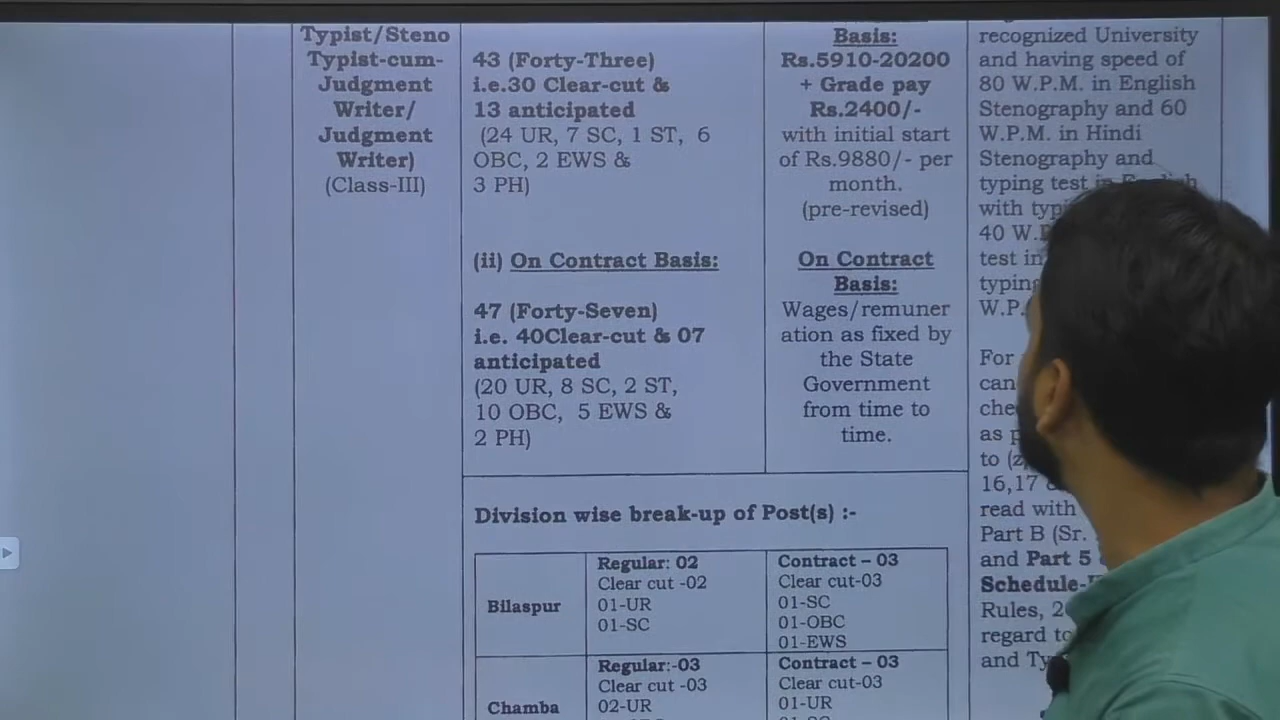 Typist/Steno
Typist-cum-
Judgment
Writer/
Judgment
Writer)
(Class-III)
43 (Forty-Three)
i.e.30 Clear-cut &
13 anticipated
(24 UR, 7 SC, 1 ST, 6
OBC, 2 EWS &
3 PH)
(ii) On Contract Basis:
47 (Forty-Seven)
i.e. 40Clear-cut & 07
anticipated
(20 UR, 8 SC, 2 ST,
10 OBC, 5 EWS &
2 PH)
Basis:
Rs.5910-20200
+ Grade pay
Rs.2400/-
with initial start
of Rs.9880/- per
month.
(pre-revised)
On Contract
Basis:
Wages/remuner
ation as fixed by
the State
Government
from time to
time.
recognized University
and having speed of
80 W.P.M. in English
Stenography and 60
W.P.M. in Hindi
Stenography and
typing test in English
with
40
test in
For
as
to
16,17
read with
Part B (Sr.
and Part 5
Rules,
regard to
and
Division wise break-up of Post(s) :-
Bilaspur
Regular: 02
Clear cut -02
01-UR
01-SC
Contract – 03
Clear cut-03
01-SC
01-OBC
01-EWS
Chamba
Regular:-03
Clear cut -03
02-UR
Contract – 03
Clear cut-03
01-UR